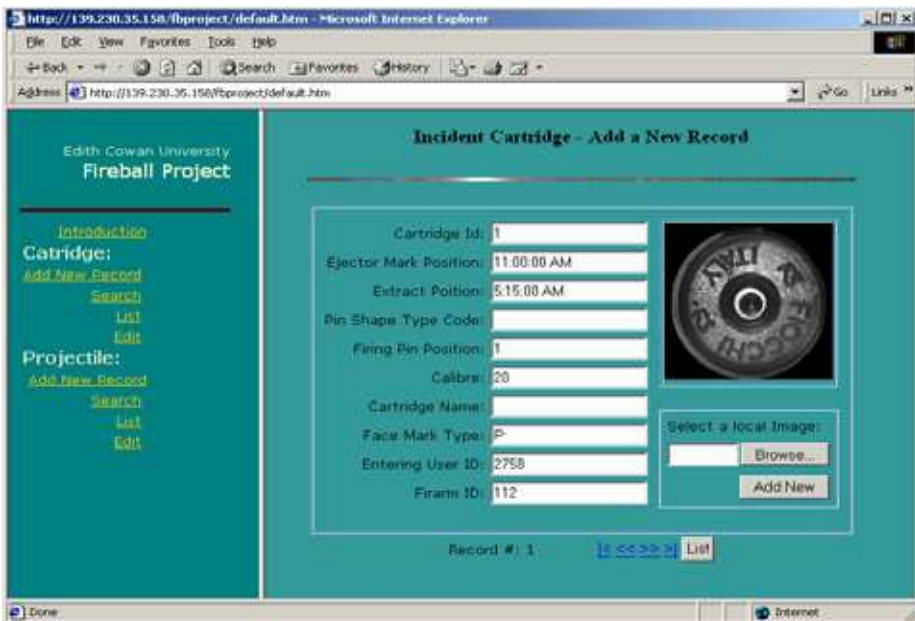 http://139.230.35.158/fbproject/default.htm - Microsoft Internet Explorer
File Edit View Favorites Tools Help
Back Search Favorites History
Address http://139.230.35.158/fbproject/default.htm Go Links »
Edith Cowan University
Fireball Project
Introduction
Catridge:
Add New Record
Search
List
Edit
Projectile:
Add New Record
Search
List
Edit
Incident Cartridge - Add a New Record
Cartridge Id: 1
Ejector Mark Position: 11:00:00 AM
Extract Poition: 5:15:00 AM
Pin Shape Type Code:
Firing Pin Position: 1
Calibre: 20
Cartridge Name:
Face Mark Type: P
Entering User ID: 2758
Firarm ID: 112
ITALY
FIOCCHI
Select a local Image:
Browse...
Add New
Record #: 1 |< << >> >| List
Done Internet